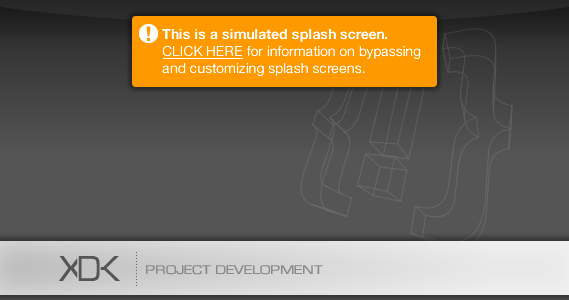 This is a simulated splash screen.
CLICK HERE for information on bypassing
and customizing splash screens.
XDK PROJECT DEVELOPMENT